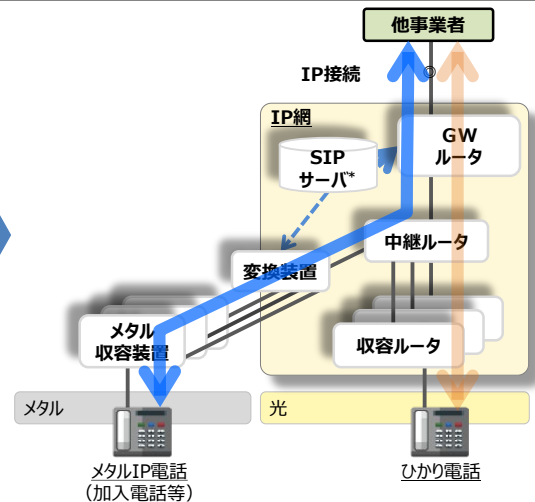 他事業者
IP接続
IP網
GW
ルータ
SIP
サーバ*
中継ルータ
変換装置
メタル
収容装置
収容ルータ
メタル
光
メタルIP電話
（加入電話等）
ひかり電話